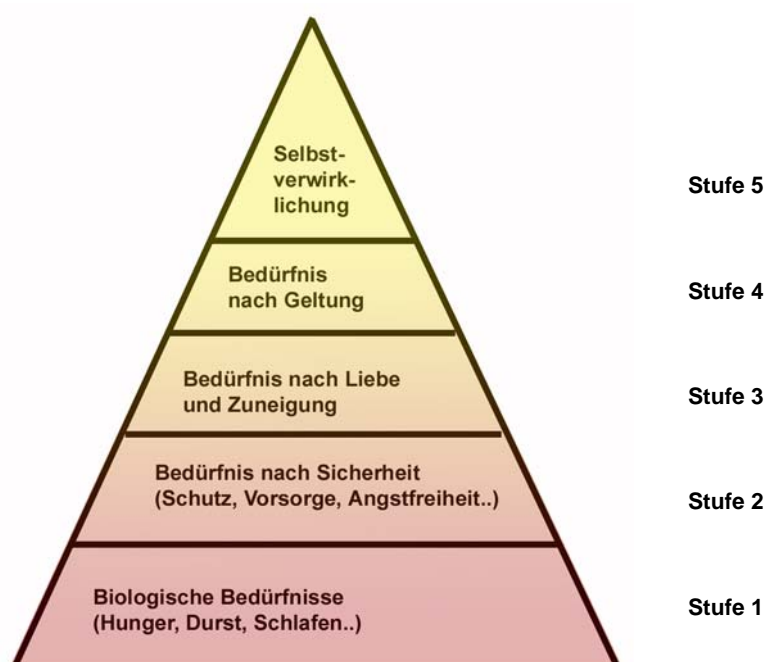 Selbst-
verwirk-
lichung
Stufe 5
Bedürfnis
nach Geltung
Stufe 4
Bedürfnis nach Liebe
und Zuneigung
Stufe 3
Bedürfnis nach Sicherheit
(Schutz, Vorsorge, Angstfreiheit..)
Stufe 2
Biologische Bedürfnisse
(Hunger, Durst, Schlafen..)
Stufe 1